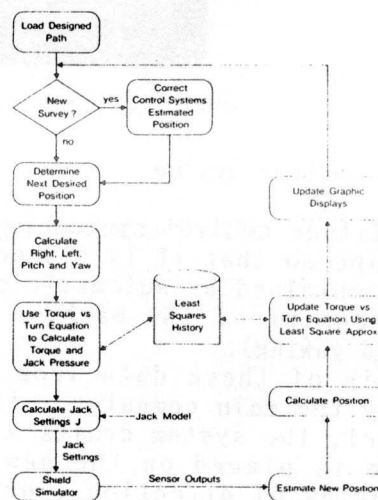 Load Designed
Path
New
Survey?
yes
no
Correct
Control Systems
Estimated
Position
Determine
Next Desired
Position
Calculate
Right, Left,
Pitch and Yaw
Use Torque vs
Turn Equation
to Calculate
Torque and
Jack Pressure
Least
Squares
History
Calculate Jack
Settings J
Jack Model
Jack
Settings
Shield
Simulator
Sensor Outputs
Estimate New Position
Calculate Position
Update Torque vs
Turn Equation Using
Least Square Approx
Update Graphic
Displays